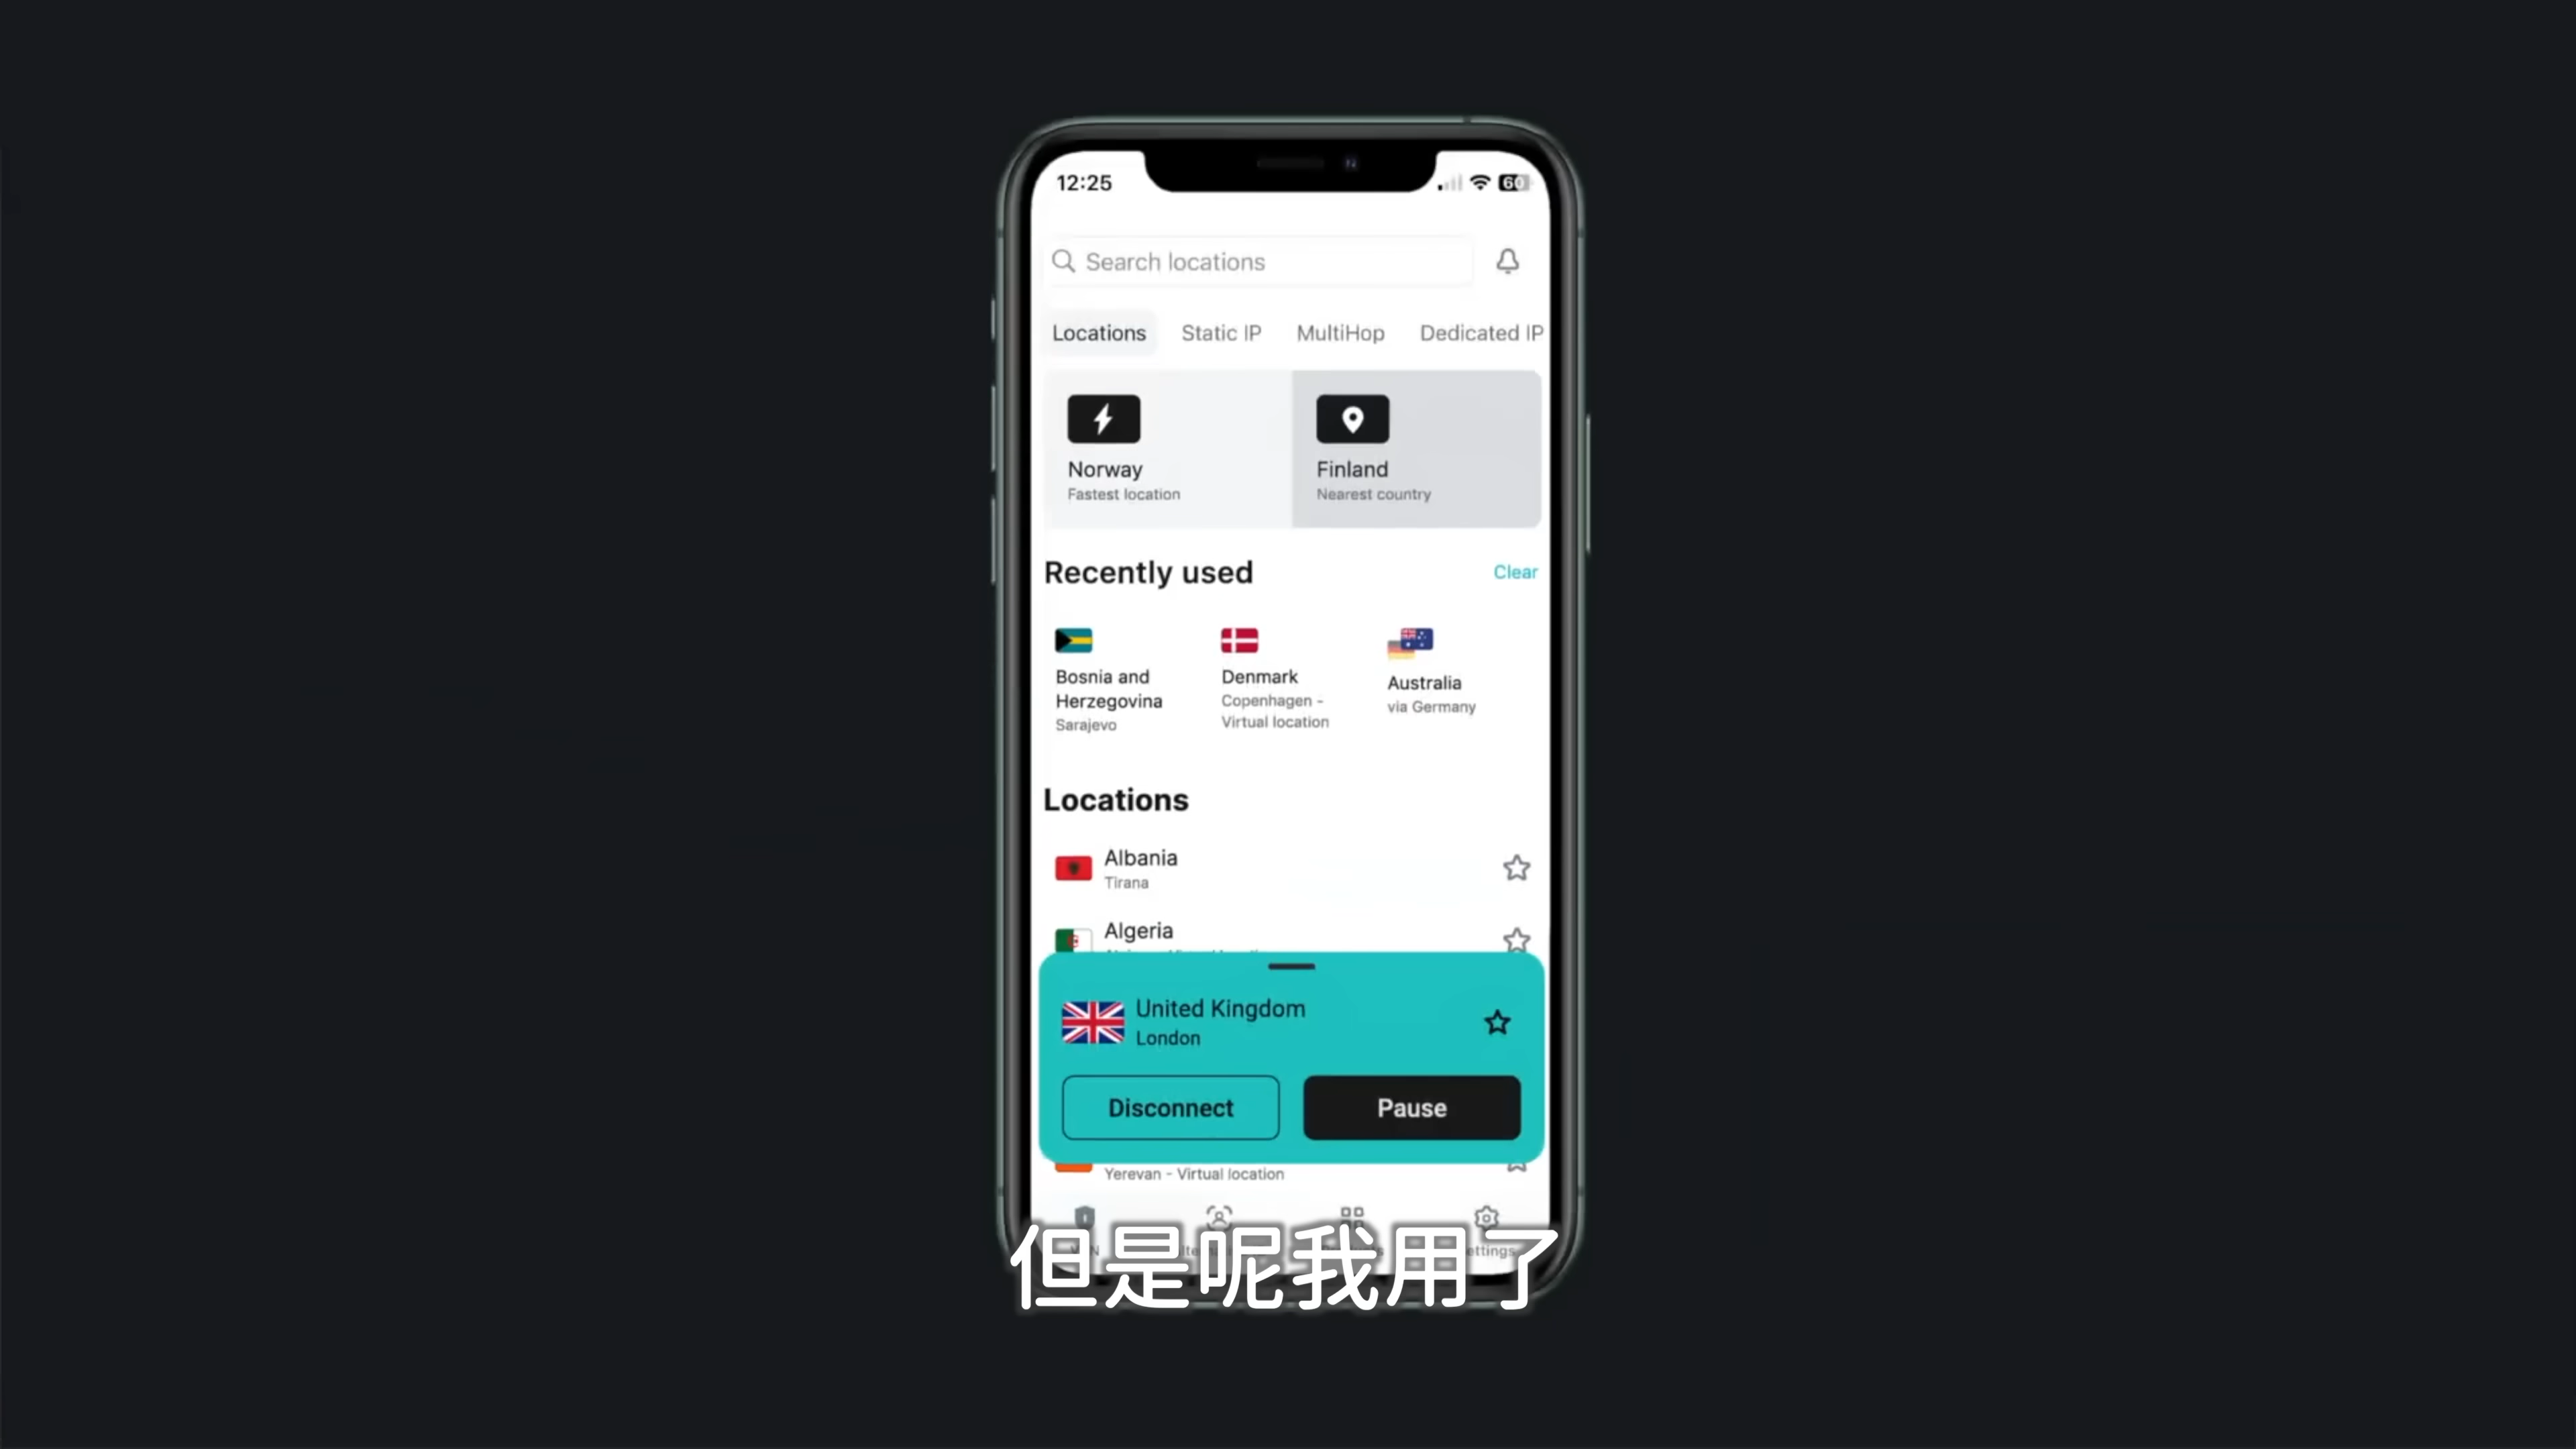 12:25
60
Search locations
Locations Static IP MultiHop Dedicated IP
Norway
Fastest location
Finland
Nearest country
Recently used
Clear
Bosnia and
Herzegovina
Sarajevo
Denmark
Copenhagen -
Virtual location
Australia
via Germany
Locations
Albania
Tirana
Algeria
United Kingdom
London
Disconnect
Pause
Yerevan - Virtual location
但是呢我用了